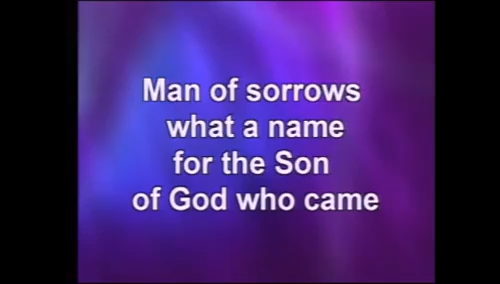 Man of sorrows
what a name
for the Son
of God who came